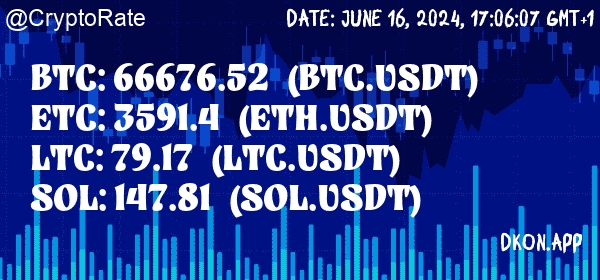 @CryptoRate
DATE: JUNE 16, 2024, 17:06:07 GMT+1
BTC: 66676.52 (BTC.USDT)
ETC: 3591.4 (ETH.USDT)
LTC: 79.17 (LTC.USDT)
SOL: 147.81 (SOL.USDT)
DKON.APP